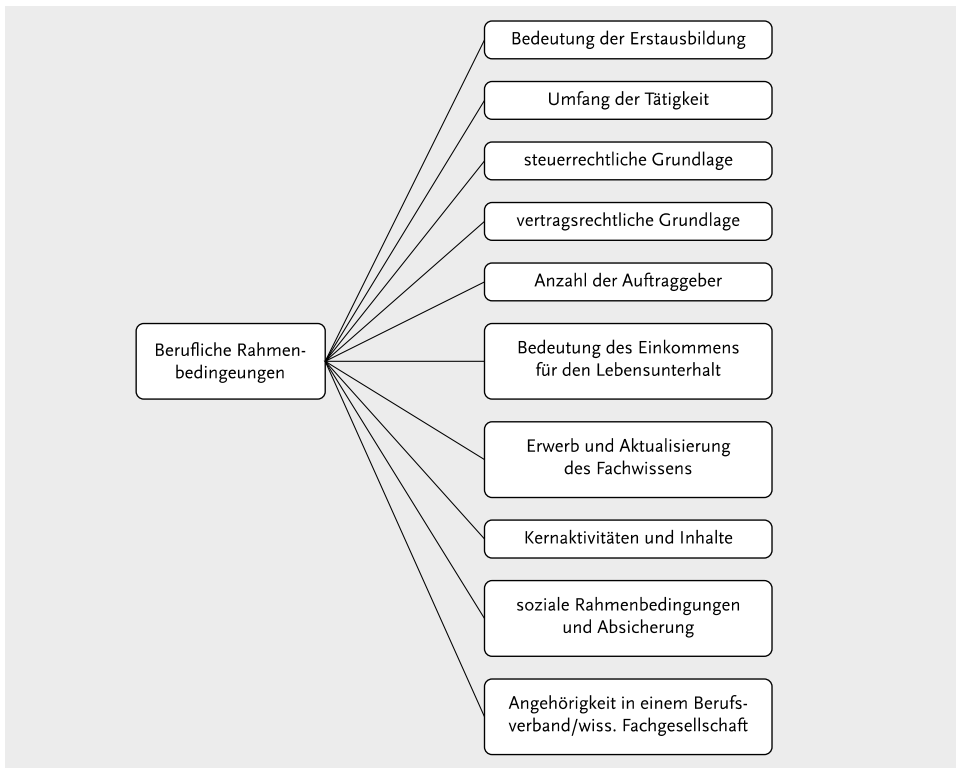 Bedeutung der Erstausbildung
Umfang der Tätigkeit
steuerrechtliche Grundlage
vertragsrechtliche Grundlage
Anzahl der Auftraggeber
Berufliche Rahmen-
bedingeungen
Bedeutung des Einkommens
für den Lebensunterhalt
Erwerb und Aktualisierung
des Fachwissens
Kernaktivitäten und Inhalte
soziale Rahmenbedingungen
und Absicherung
Angehörigkeit in einem Berufs-
verband/wiss. Fachgesellschaft